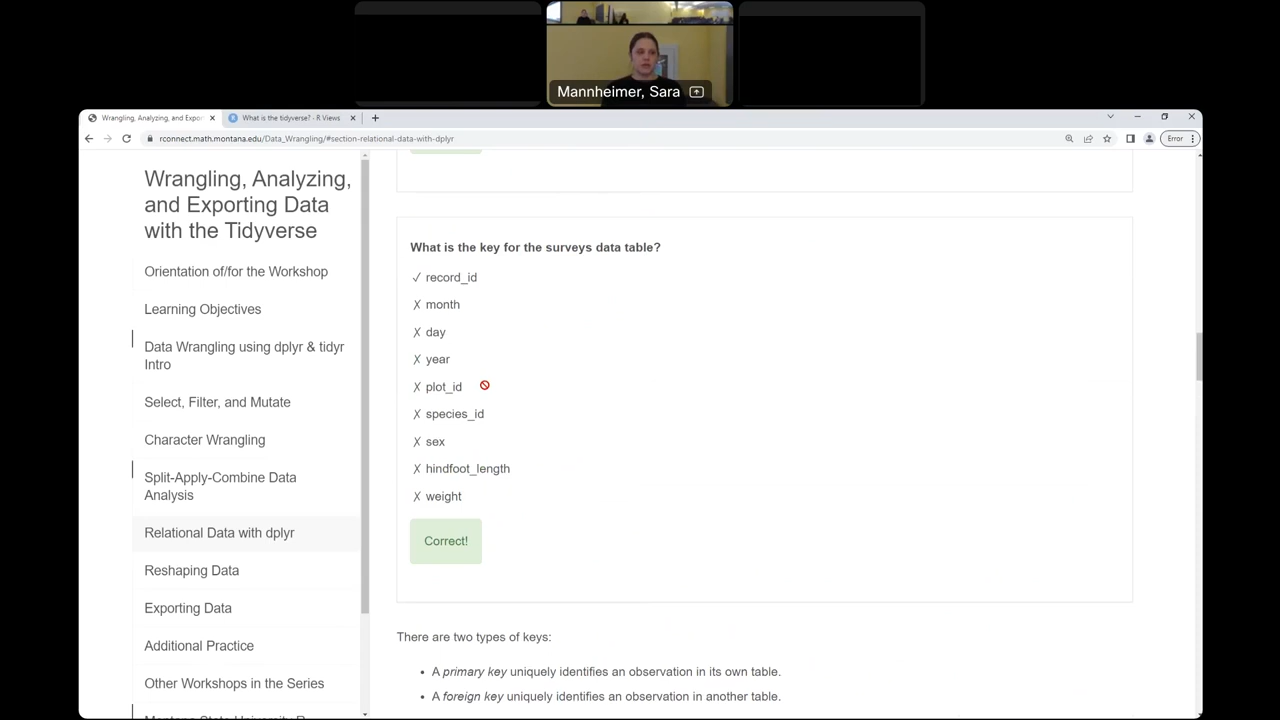 Mannheimer, Sara
Wrangling, Analyzing, and Expor
What is the tidyverse? · R Views
rconnect.math.montana.edu/Data_Wrangling/#section-relational-data-with-dplyr
Error
Wrangling, Analyzing,
and Exporting Data
with the Tidyverse
Orientation of/for the Workshop
Learning Objectives
Data Wrangling using dplyr & tidyr
Intro
Select, Filter, and Mutate
Character Wrangling
Split-Apply-Combine Data
Analysis
Relational Data with dplyr
Reshaping Data
Exporting Data
Additional Practice
Other Workshops in the Series
Montana State University R
What is the key for the surveys data table?
✓ record_id
✗ month
✗ day
✗ year
✗ plot_id
✗ species_id
✗ sex
✗ hindfoot_length
✗ weight
Correct!
There are two types of keys:
• A primary key uniquely identifies an observation in its own table.
• A foreign key uniquely identifies an observation in another table.